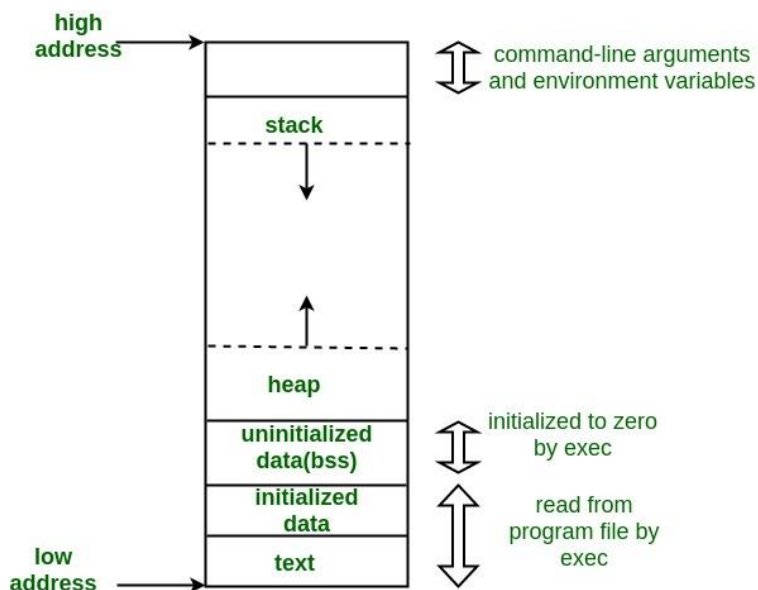 high
address
command-line arguments
and environment variables
stack
heap
uninitialized
data(bss)
initialized to zero
by exec
initialized
data
read from
program file by
exec
text
low
address